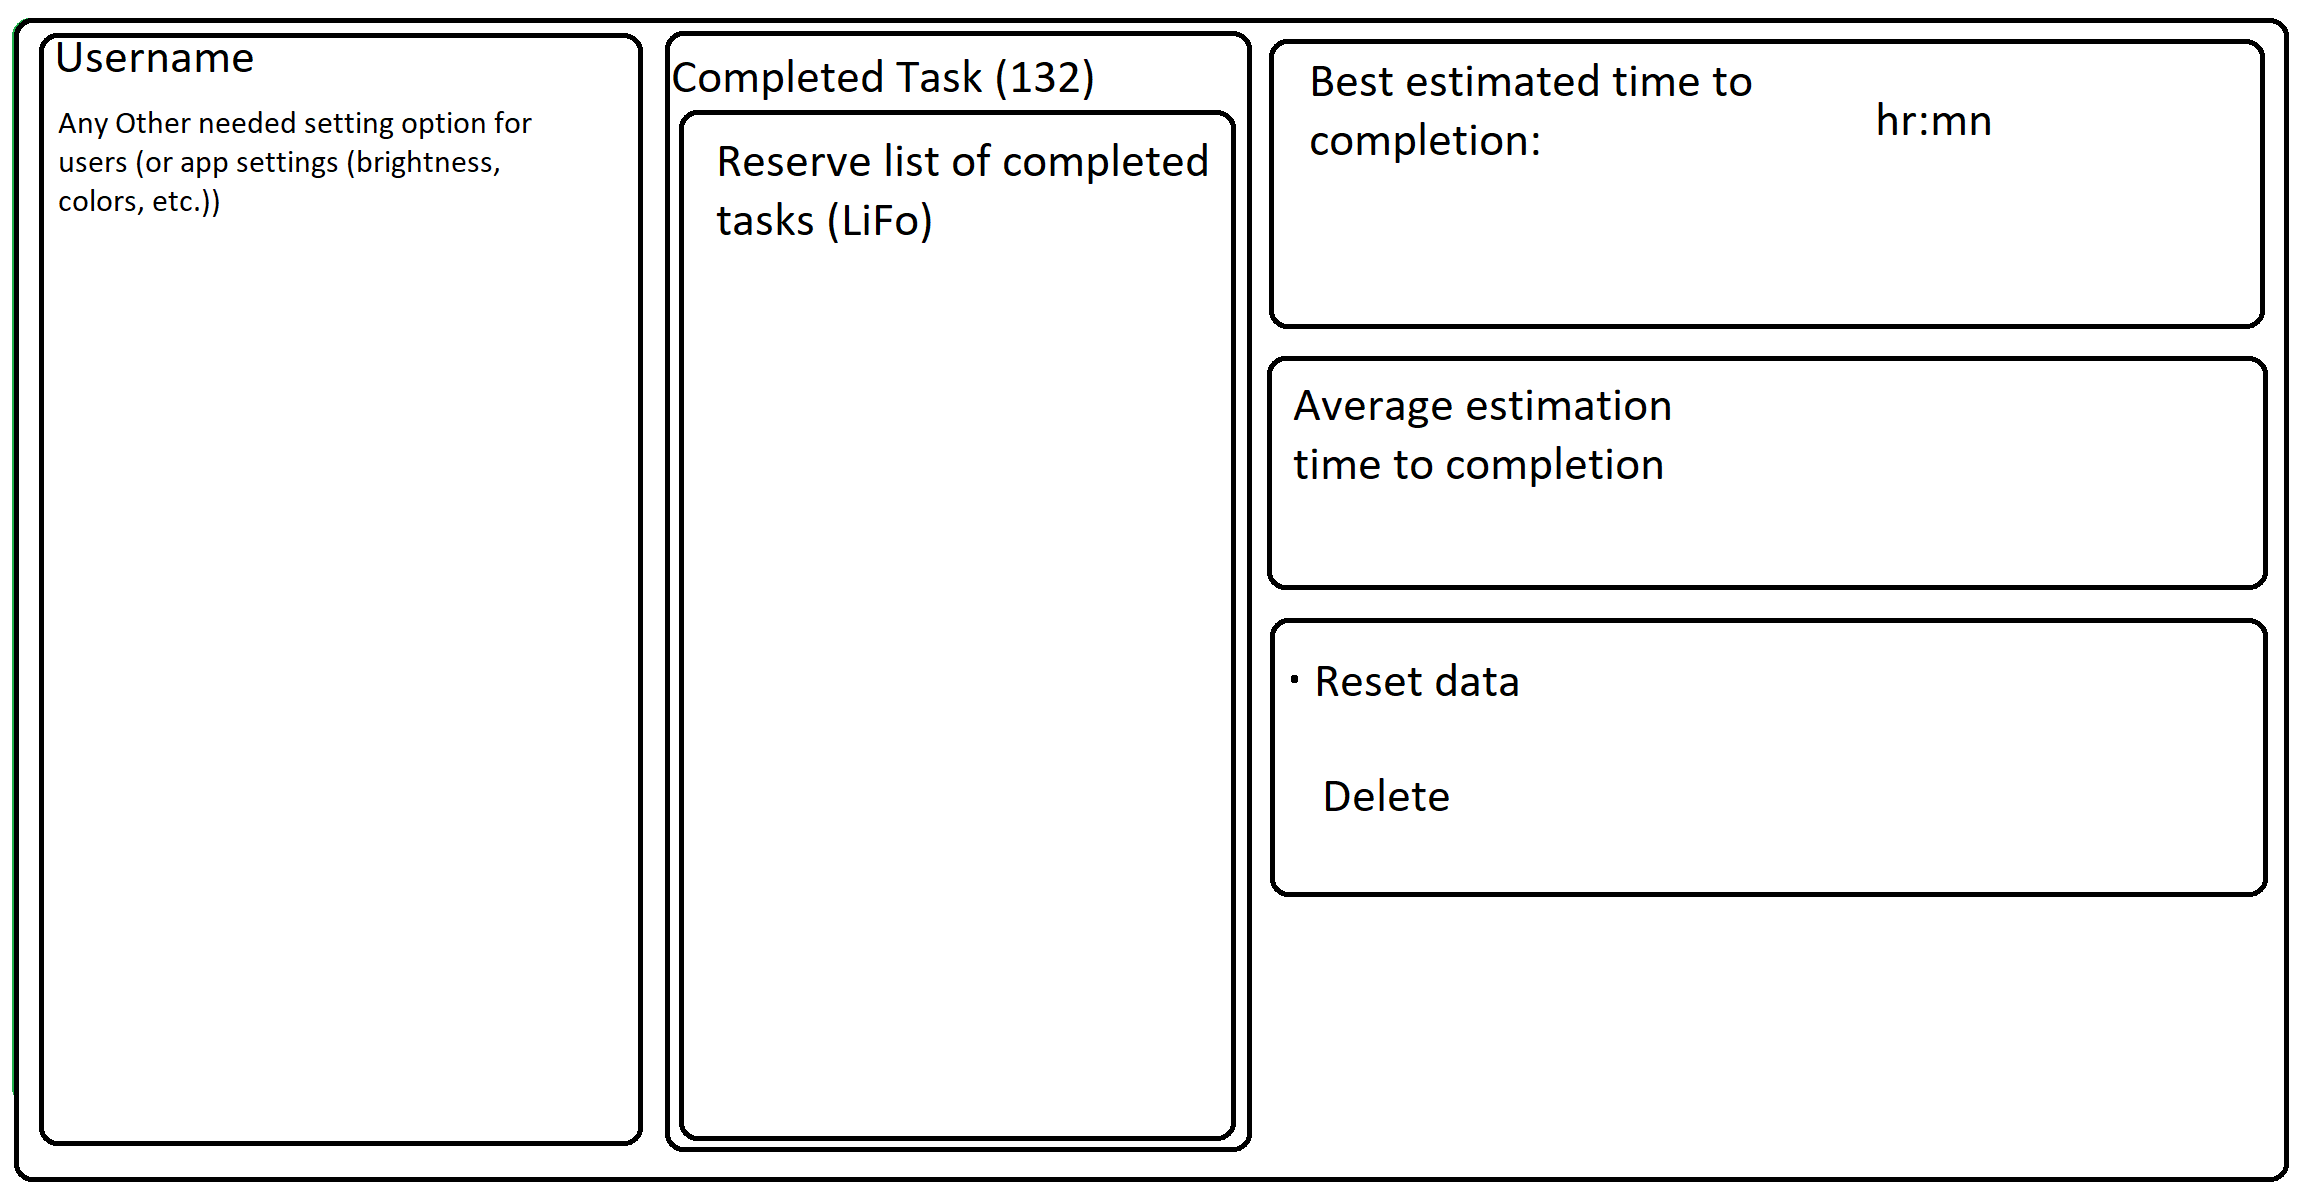 Username
Any Other needed setting option for
users (or app settings (brightness,
colors, etc.))
Completed Task (132)
Reserve list of completed
tasks (LiFo)
Best estimated time to
completion:
hr:mn
Average estimation
time to completion
· Reset data
Delete